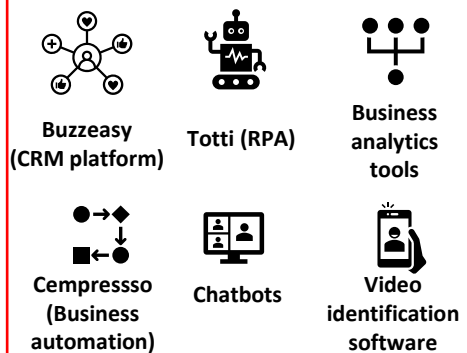 Buzzeasy
(CRM platform)
Totti (RPA)
Business
analytics
tools
Cempressso
(Business
automation)
Chatbots
Video
identification
software